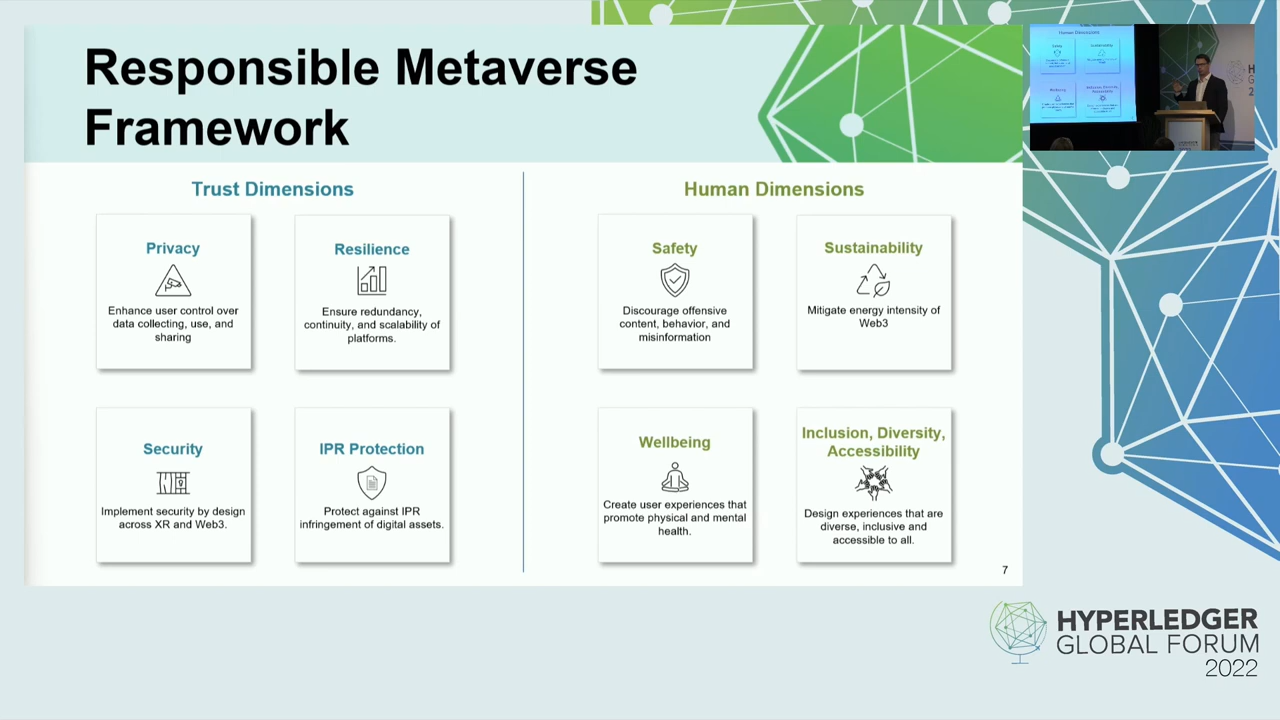 Responsible Metaverse
Framework
Trust Dimensions
Privacy
Enhance user control over
data collecting, use, and
sharing
Resilience
Ensure redundancy,
continuity, and scalability of
platforms.
Security
Implement security by design
across XR and Web3.
IPR Protection
Protect against IPR
infringement of digital assets.
Human Dimensions
Safety
Discourage offensive
content, behavior, and
misinformation
Sustainability
Mitigate energy intensity of
Web3
Wellbeing
Create user experiences that
promote physical and mental
health.
Inclusion, Diversity,
Accessibility
Design experiences that are
diverse, inclusive and
accessible to all.
7
Human Dimensions
HYPERLEDGER
GLOBAL FORUM
2022